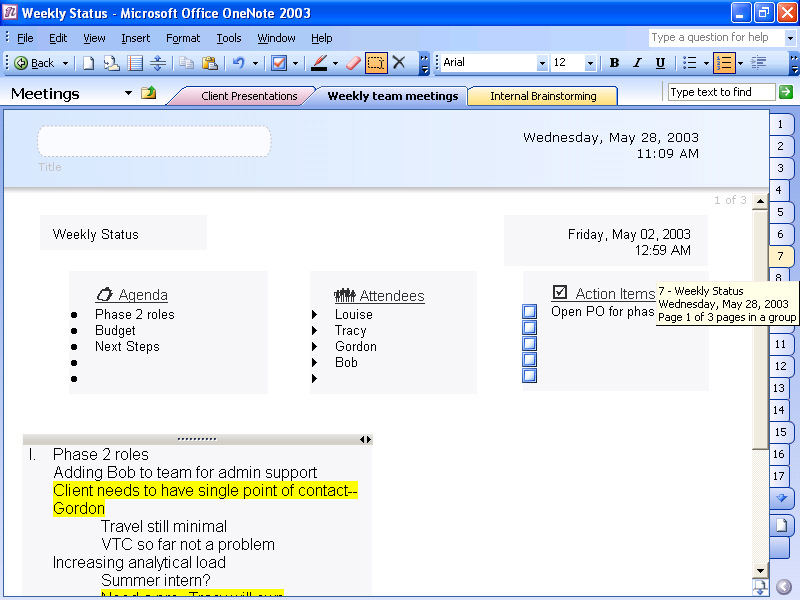 Weekly Status - Microsoft Office OneNote 2003
File Edit View Insert Format Tools Window Help Type a question for help
Back Arial 12 B I U
Meetings Client Presentations Weekly team meetings Internal Brainstorming Type text to find
Wednesday, May 28, 2003
11:09 AM
Title
1 of 3
Weekly Status
Friday, May 02, 2003
12:59 AM
Agenda
Phase 2 roles
Budget
Next Steps
Attendees
Louise
Tracy
Gordon
Bob
Action Items
Open PO for phas
7 - Weekly Status
Wednesday, May 28, 2003
Page 1 of 3 pages in a group
I. Phase 2 roles
Adding Bob to team for admin support
Client needs to have single point of contact--
Gordon
Travel still minimal
VTC so far not a problem
Increasing analytical load
Summer intern?
1
2
3
4
5
6
7
8
11
12
13
14
15
16
17